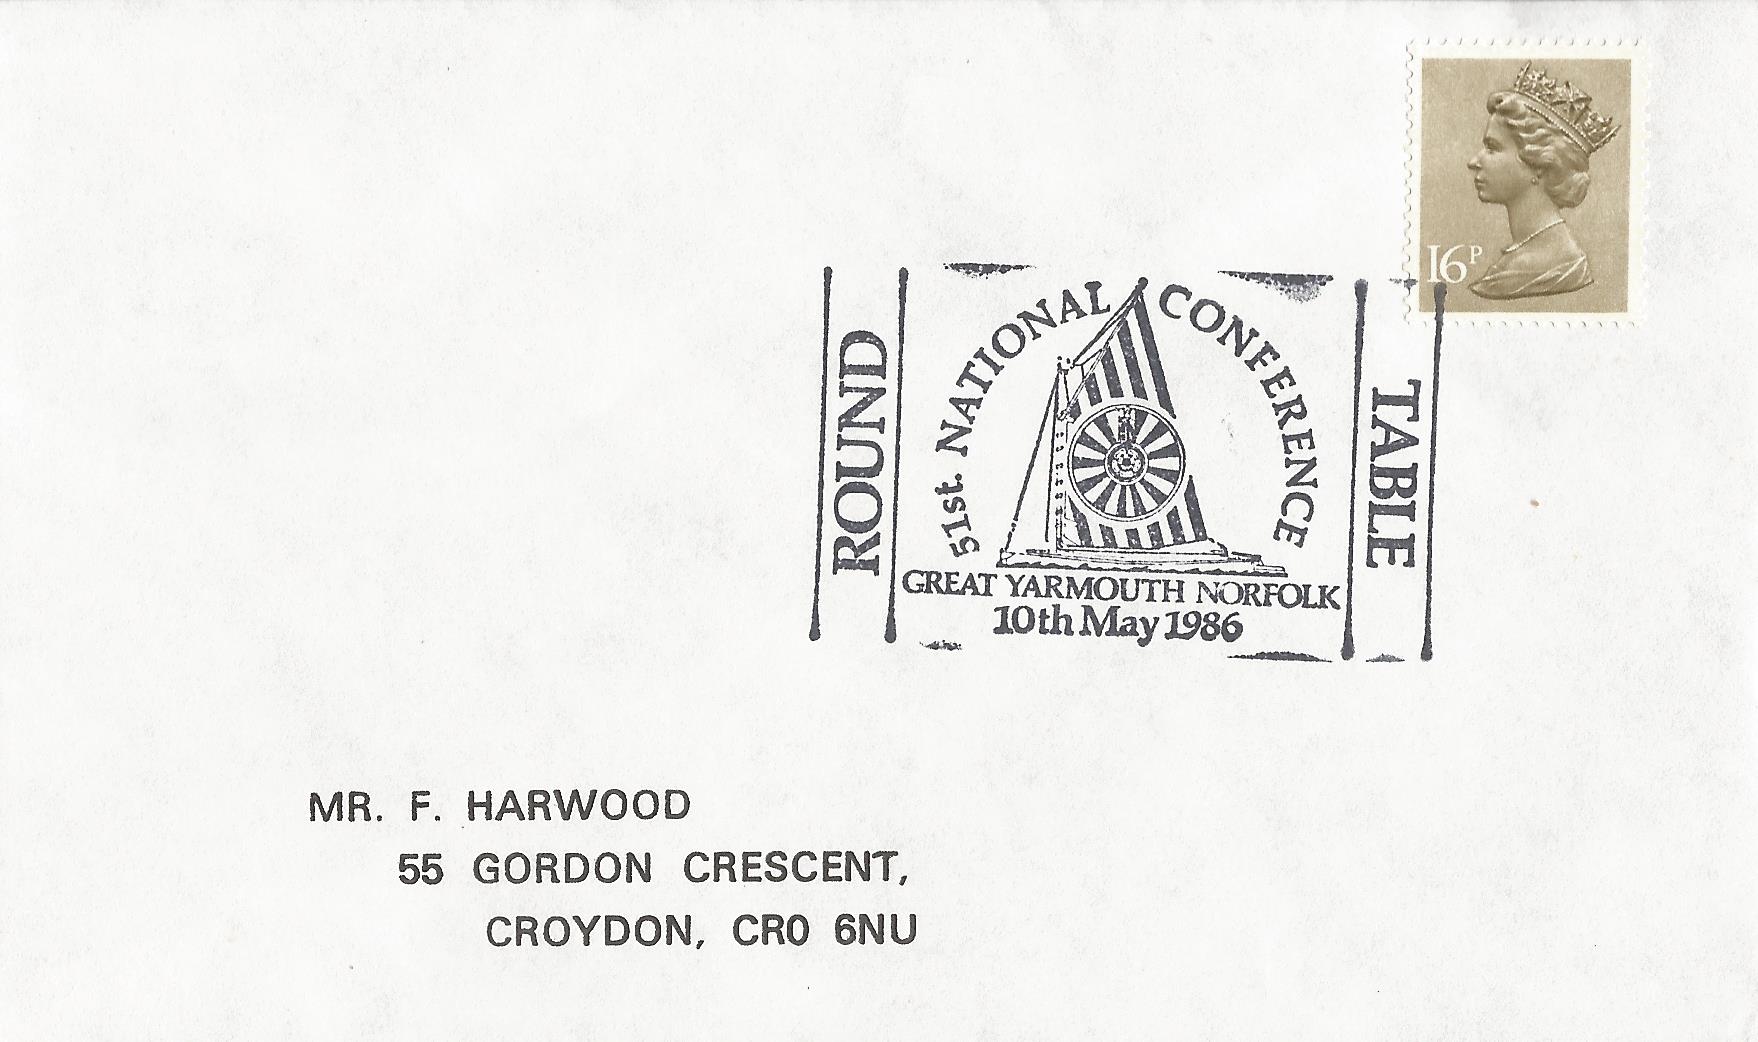 16P
51st. NATIONAL CONFERENCE
ROUND
TABLE
GREAT YARMOUTH NORFOLK
10th May 1986
MR. F. HARWOOD
55 GORDON CRESCENT,
CROYDON, CR0 6NU